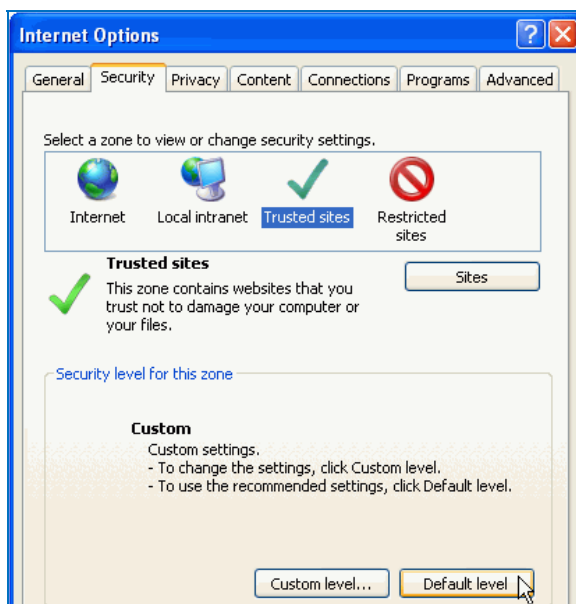 Internet Options
General Security Privacy Content Connections Programs Advanced
Select a zone to view or change security settings.
Internet Local intranet Trusted sites Restricted
sites
Trusted sites
Sites
This zone contains websites that you
trust not to damage your computer or
your files.
Security level for this zone
Custom
Custom settings.
- To change the settings, click Custom level.
- To use the recommended settings, click Default level.
Custom level... Default level